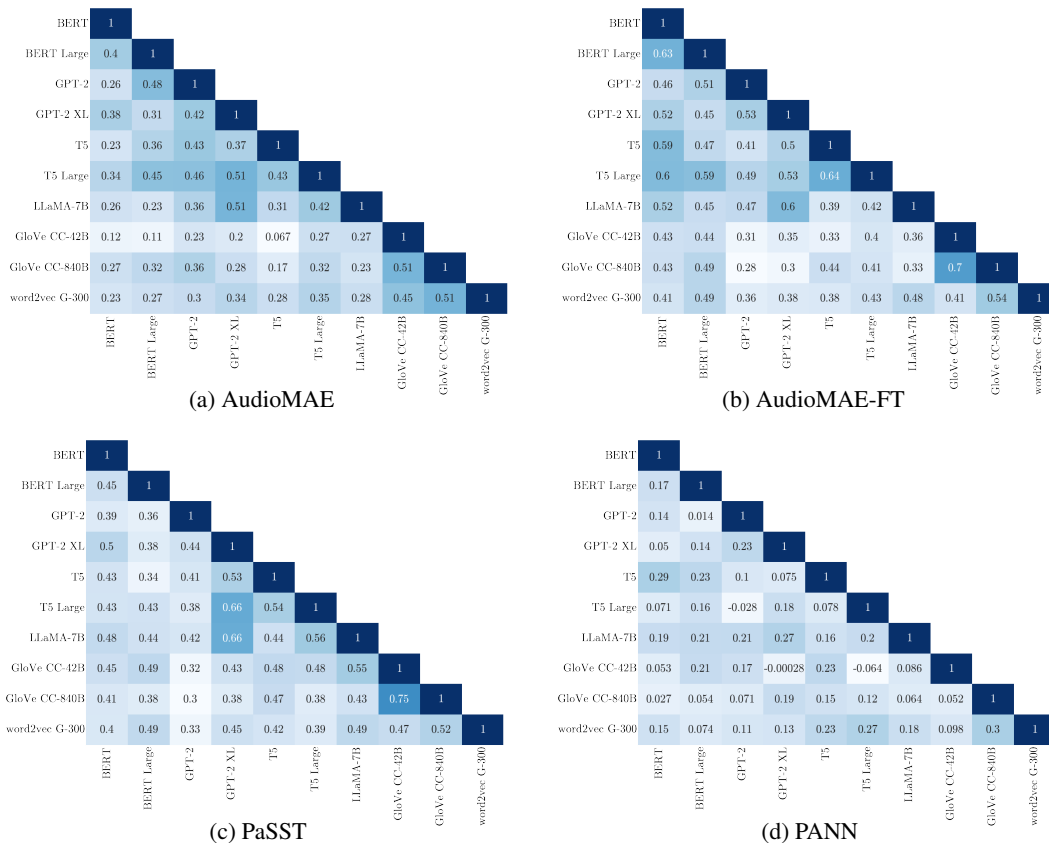 BERT 1
BERT Large 0.4 1
GPT-2 0.26 0.48 1
GPT-2 XL 0.38 0.31 0.42 1
T5 0.23 0.36 0.43 0.37 1
T5 Large 0.34 0.45 0.46 0.51 0.43 1
LLaMA-7B 0.26 0.23 0.36 0.51 0.31 0.42 1
GloVe CC-42B 0.12 0.11 0.23 0.2 0.067 0.27 0.27 1
GloVe CC-840B 0.27 0.32 0.36 0.28 0.17 0.32 0.23 0.51 1
word2vec G-300 0.23 0.27 0.3 0.34 0.28 0.35 0.28 0.45 0.51 1
BERT BERT Large GPT-2 GPT-2 XL T5 T5 Large LLaMA-7B GloVe CC-42B GloVe CC-840B word2vec G-300
(a) AudioMAE
BERT 1
BERT Large 0.63 1
GPT-2 0.46 0.51 1
GPT-2 XL 0.52 0.45 0.53 1
T5 0.59 0.47 0.41 0.5 1
T5 Large 0.6 0.59 0.49 0.53 0.64 1
LLaMA-7B 0.52 0.45 0.47 0.6 0.39 0.42 1
GloVe CC-42B 0.43 0.44 0.31 0.35 0.33 0.4 0.36 1
GloVe CC-840B 0.43 0.49 0.28 0.3 0.44 0.41 0.33 0.7 1
word2vec G-300 0.41 0.49 0.36 0.38 0.38 0.43 0.48 0.41 0.54 1
BERT BERT Large GPT-2 GPT-2 XL T5 T5 Large LLaMA-7B GloVe CC-42B GloVe CC-840B word2vec G-300
(b) AudioMAE-FT
BERT 1
BERT Large 0.45 1
GPT-2 0.39 0.36 1
GPT-2 XL 0.5 0.38 0.44 1
T5 0.43 0.34 0.41 0.53 1
T5 Large 0.43 0.43 0.38 0.66 0.54 1
LLaMA-7B 0.48 0.44 0.42 0.66 0.44 0.56 1
GloVe CC-42B 0.45 0.49 0.32 0.43 0.48 0.48 0.55 1
GloVe CC-840B 0.41 0.38 0.3 0.38 0.47 0.38 0.43 0.75 1
word2vec G-300 0.4 0.49 0.33 0.45 0.42 0.39 0.49 0.47 0.52 1
BERT BERT Large GPT-2 GPT-2 XL T5 T5 Large LLaMA-7B GloVe CC-42B GloVe CC-840B word2vec G-300
(c) PaSST
BERT 1
BERT Large 0.17 1
GPT-2 0.14 0.014 1
GPT-2 XL 0.05 0.14 0.23 1
T5 0.29 0.23 0.1 0.075 1
T5 Large 0.071 0.16 -0.028 0.18 0.078 1
LLaMA-7B 0.19 0.21 0.21 0.27 0.16 0.2 1
GloVe CC-42B 0.053 0.21 0.17 -0.00028 0.23 -0.064 0.086 1
GloVe CC-840B 0.027 0.054 0.071 0.19 0.15 0.12 0.064 0.052 1
word2vec G-300 0.15 0.074 0.11 0.13 0.23 0.27 0.18 0.098 0.3 1
BERT BERT Large GPT-2 GPT-2 XL T5 T5 Large LLaMA-7B GloVe CC-42B GloVe CC-840B word2vec G-300
(d) PANN